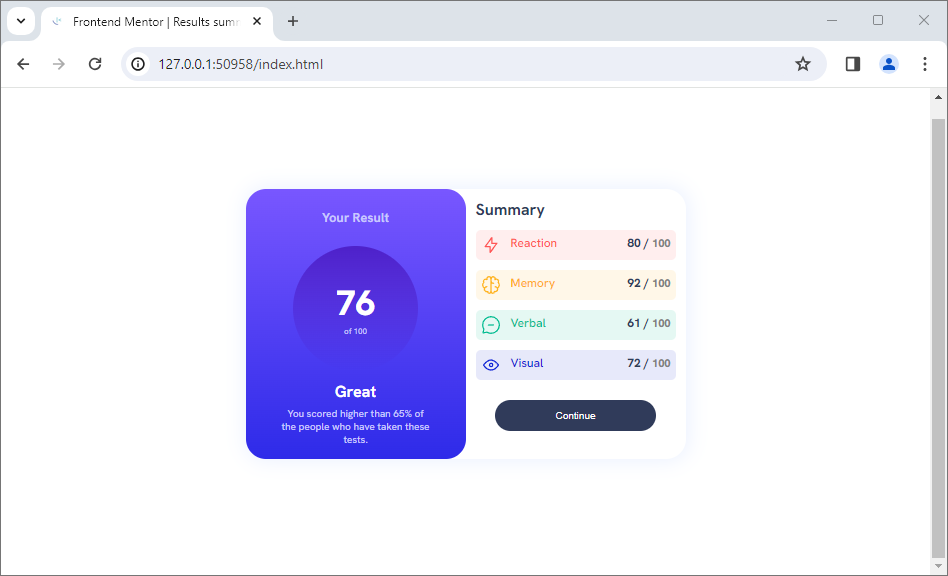 Frontend Mentor | Results sum
127.0.0.1:50958/index.html
Your Result
76
of 100
Great
You scored higher than 65% of
the people who have taken these
tests.
Summary
Reaction 80 / 100
Memory 92 / 100
Verbal 61 / 100
Visual 72 / 100
Continue